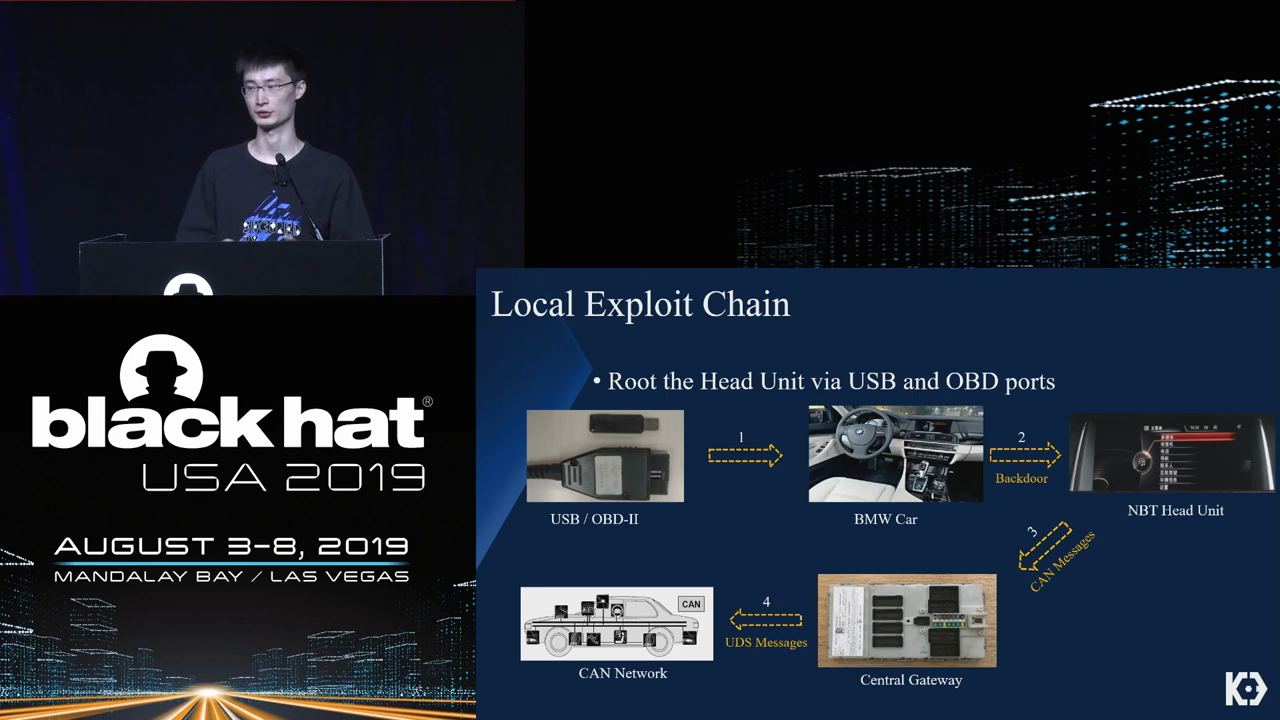 black hat®
USA 2019
AUGUST 3-8, 2019
MANDALAY BAY / LAS VEGAS
Local Exploit Chain
• Root the Head Unit via USB and OBD ports
1
2
Backdoor
USB / OBD-II
BMW Car
NBT Head Unit
3
CAN Messages
CAN
4
UDS Messages
CAN Network
Central Gateway